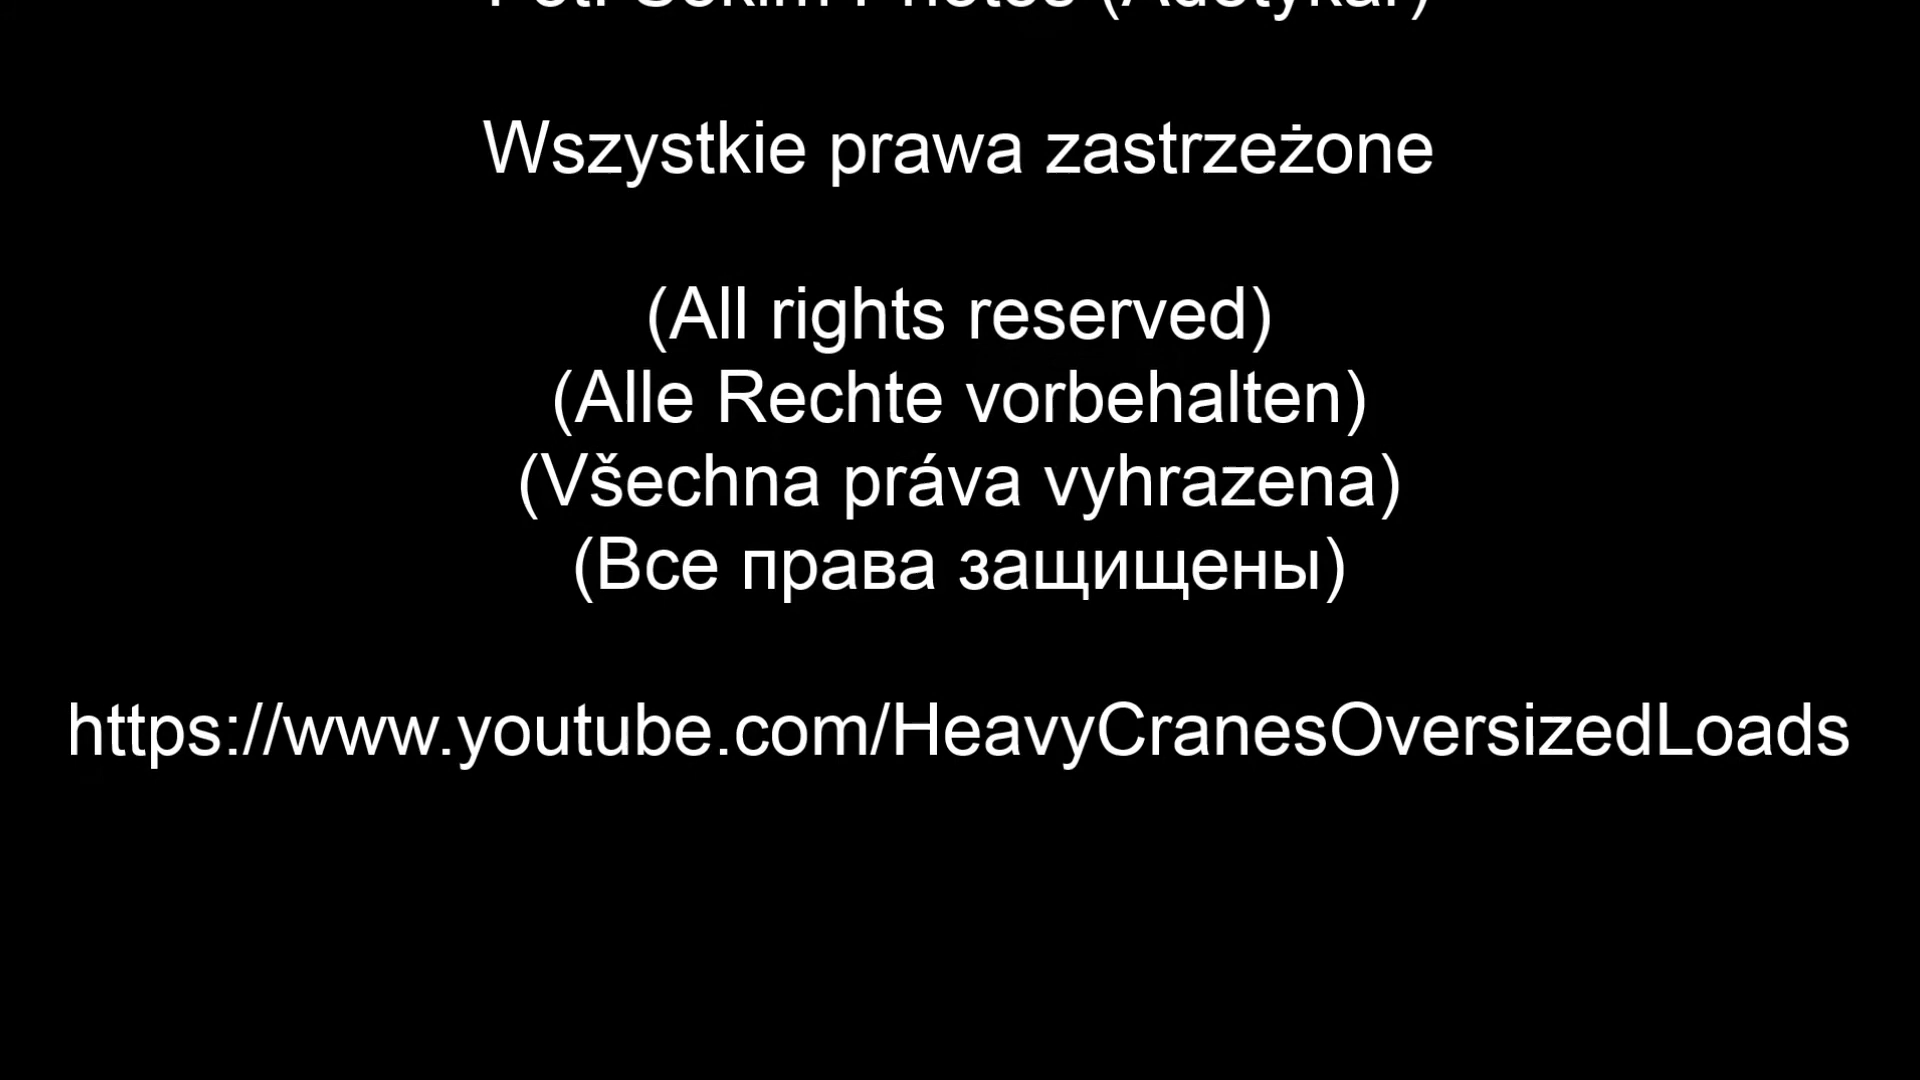 Wszystkie prawa zastrzeżone
(All rights reserved)
(Alle Rechte vorbehalten)
(Všechna práva vyhrazena)
(Все права защищены)
https://www.youtube.com/HeavyCranesOversizedLoads